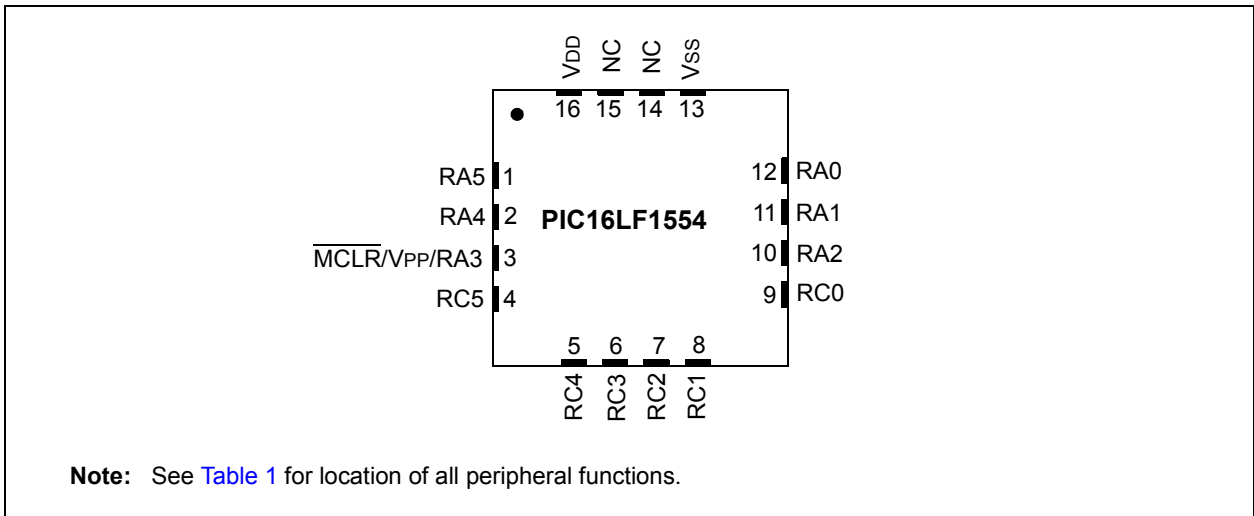 VDD NC NC VSS
16 15 14 13
RA5 1 12 RA0
RA4 2 PIC16LF1554 11 RA1
MCLR/VPP/RA3 3 10 RA2
RC5 4 9 RC0
5 6 7 8
RC4 RC3 RC2 RC1
Note: See Table 1 for location of all peripheral functions.